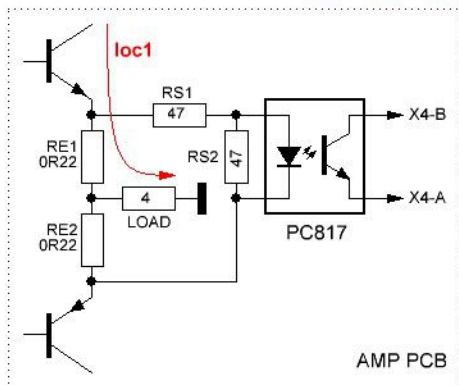 Ioc1
RS1
47
X4-B
RE1
0R22
RS2
47
4
LOAD
X4-A
RE2
0R22
PC817
AMP PCB